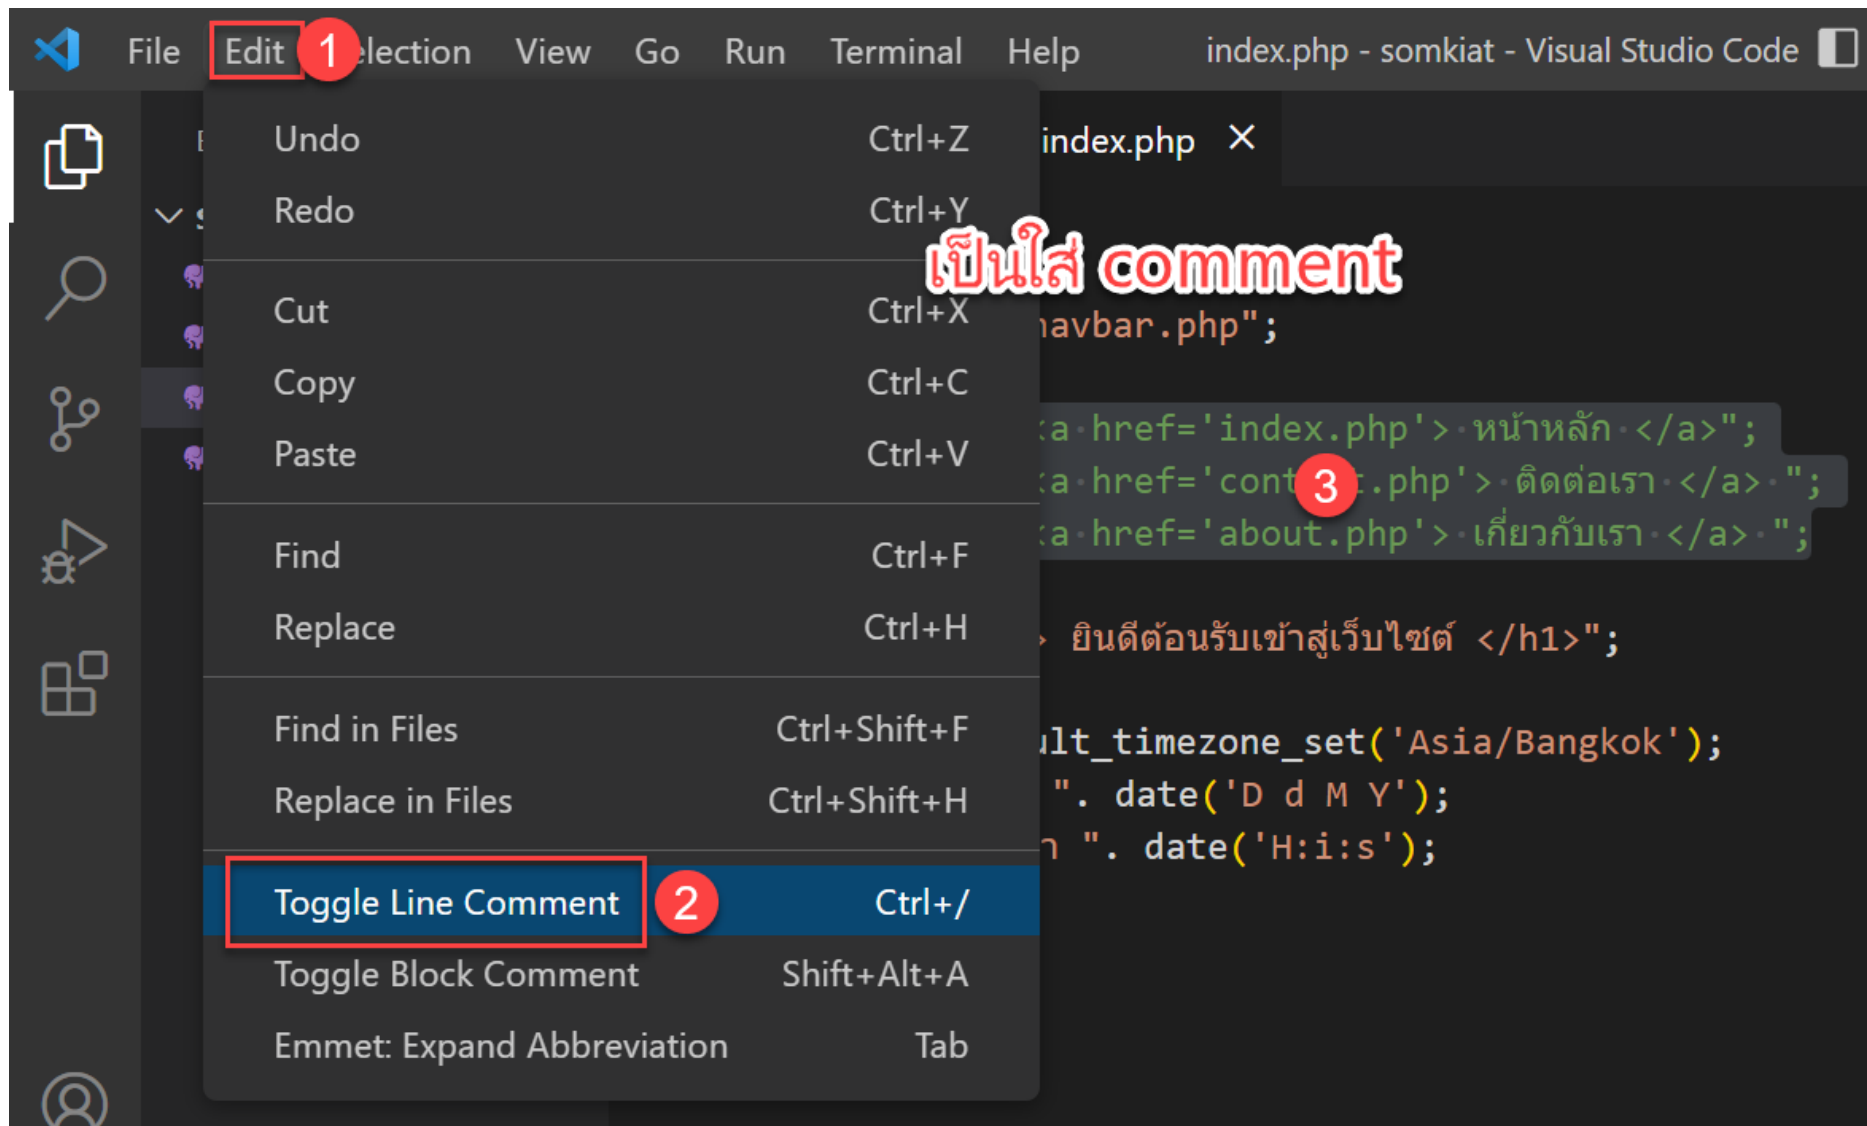 File Edit 1 election View Go Run Terminal Help index.php - somkiat - Visual Studio Code
Undo Ctrl+Z
index.php ×
Redo Ctrl+Y
เป็นใส่ comment
Cut Ctrl+X
navbar.php";
Copy Ctrl+C
<a href='index.php'> หน้าหลัก </a>";
Paste Ctrl+V
<a href='cont 3 .php'> ติดต่อเรา </a> ";
<a href='about.php'> เกี่ยวกับเรา </a> ";
Find Ctrl+F
Replace Ctrl+H
> ยินดีต้อนรับเข้าสู่เว็บไซต์ </h1>";
Find in Files Ctrl+Shift+F
ult_timezone_set('Asia/Bangkok');
Replace in Files Ctrl+Shift+H
". date('D d M Y');
า ". date('H:i:s');
Toggle Line Comment 2 Ctrl+/
Toggle Block Comment Shift+Alt+A
Emmet: Expand Abbreviation Tab